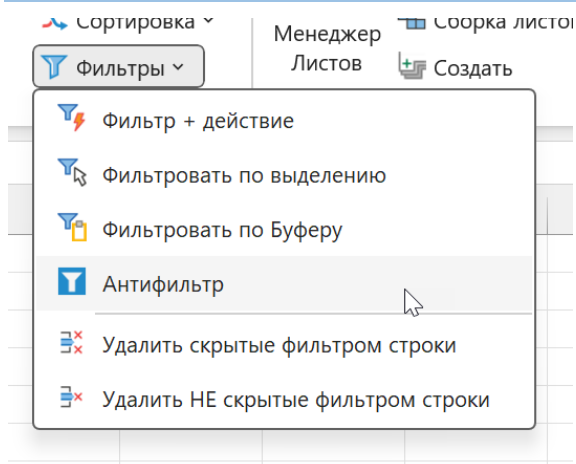 Сортировка
Менеджер
Листов
Сборка листо
Фильтры
Создать
Фильтр + действие
Фильтровать по выделению
Фильтровать по Буферу
Антифильтр
Удалить скрытые фильтром строки
Удалить НЕ скрытые фильтром строки